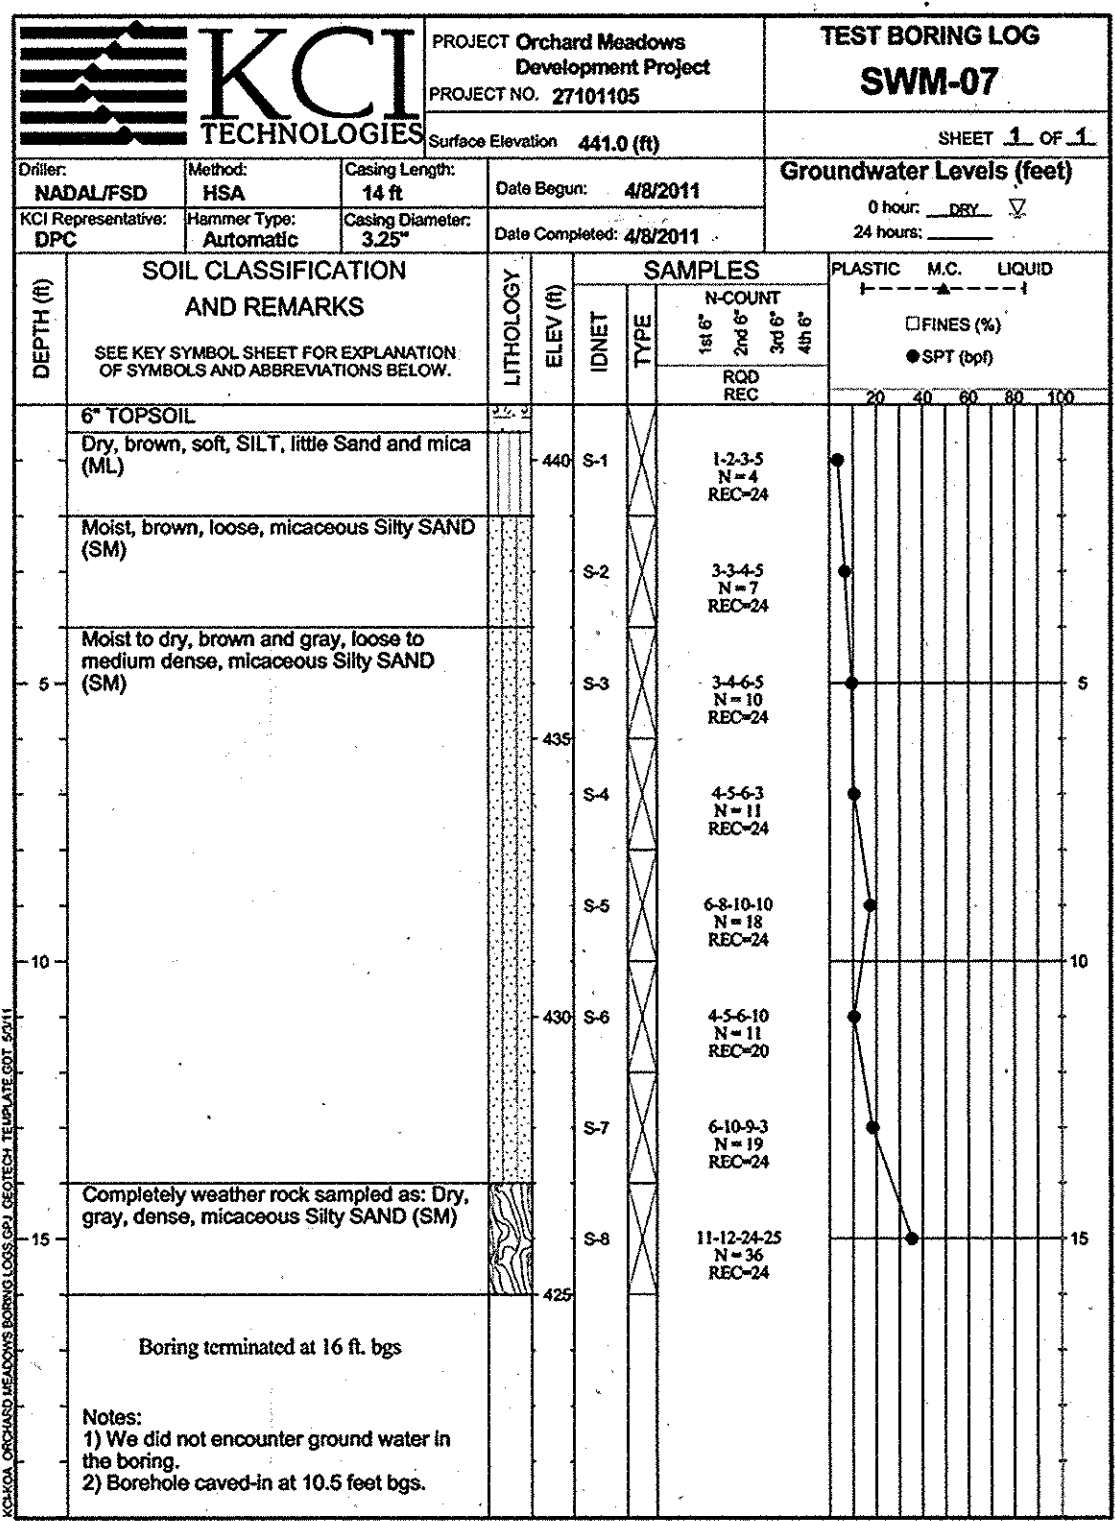 KCI
TECHNOLOGIES
PROJECT Orchard Meadows
Development Project
PROJECT NO. 27101105
Surface Elevation 441.0 (ft)
TEST BORING LOG
SWM-07
SHEET 1 OF 1
Driller:
NADAL/FSD
Method:
HSA
Casing Length:
14 ft
Date Begun: 4/8/2011
KCI Representative:
DPC
Hammer Type:
Automatic
Casing Diameter:
3.25"
Date Completed: 4/8/2011
Groundwater Levels (feet)
0 hour: DRY
24 hours:
DEPTH (ft)
SOIL CLASSIFICATION
AND REMARKS
SEE KEY SYMBOL SHEET FOR EXPLANATION
OF SYMBOLS AND ABBREVIATIONS BELOW.
LITHOLOGY
ELEV (ft)
SAMPLES
IDNET
TYPE
N-COUNT
1st 6"
2nd 6"
3rd 6"
4th 6"
RQD
REC
PLASTIC M.C. LIQUID
FINES (%)
SPT (bpf)
20 40 60 80 100
6" TOPSOIL
Dry, brown, soft, SILT, little Sand and mica
(ML)
440 S-1
1-2-3-5
N = 4
REC=24
Moist, brown, loose, micaceous Silty SAND
(SM)
S-2
3-3-4-5
N = 7
REC=24
Moist to dry, brown and gray, loose to
medium dense, micaceous Silty SAND
(SM)
5
S-3
3-4-6-5
N = 10
REC=24
5
435
S-4
4-5-6-3
N = 11
REC=24
S-5
6-8-10-10
N = 18
REC=24
10
10
430 S-6
4-5-6-10
N = 11
REC=20
S-7
6-10-9-3
N = 19
REC=24
Completely weather rock sampled as: Dry,
gray, dense, micaceous Silty SAND (SM)
15
S-8
11-12-24-25
N = 36
REC=24
15
425
Boring terminated at 16 ft. bgs
Notes:
1) We did not encounter ground water in
the boring.
2) Borehole caved-in at 10.5 feet bgs.
KCI-KOA ORCHARD MEADOWS BORING LOGS.GPJ GEOTECH TEMPLATE.GDT 5/3/11